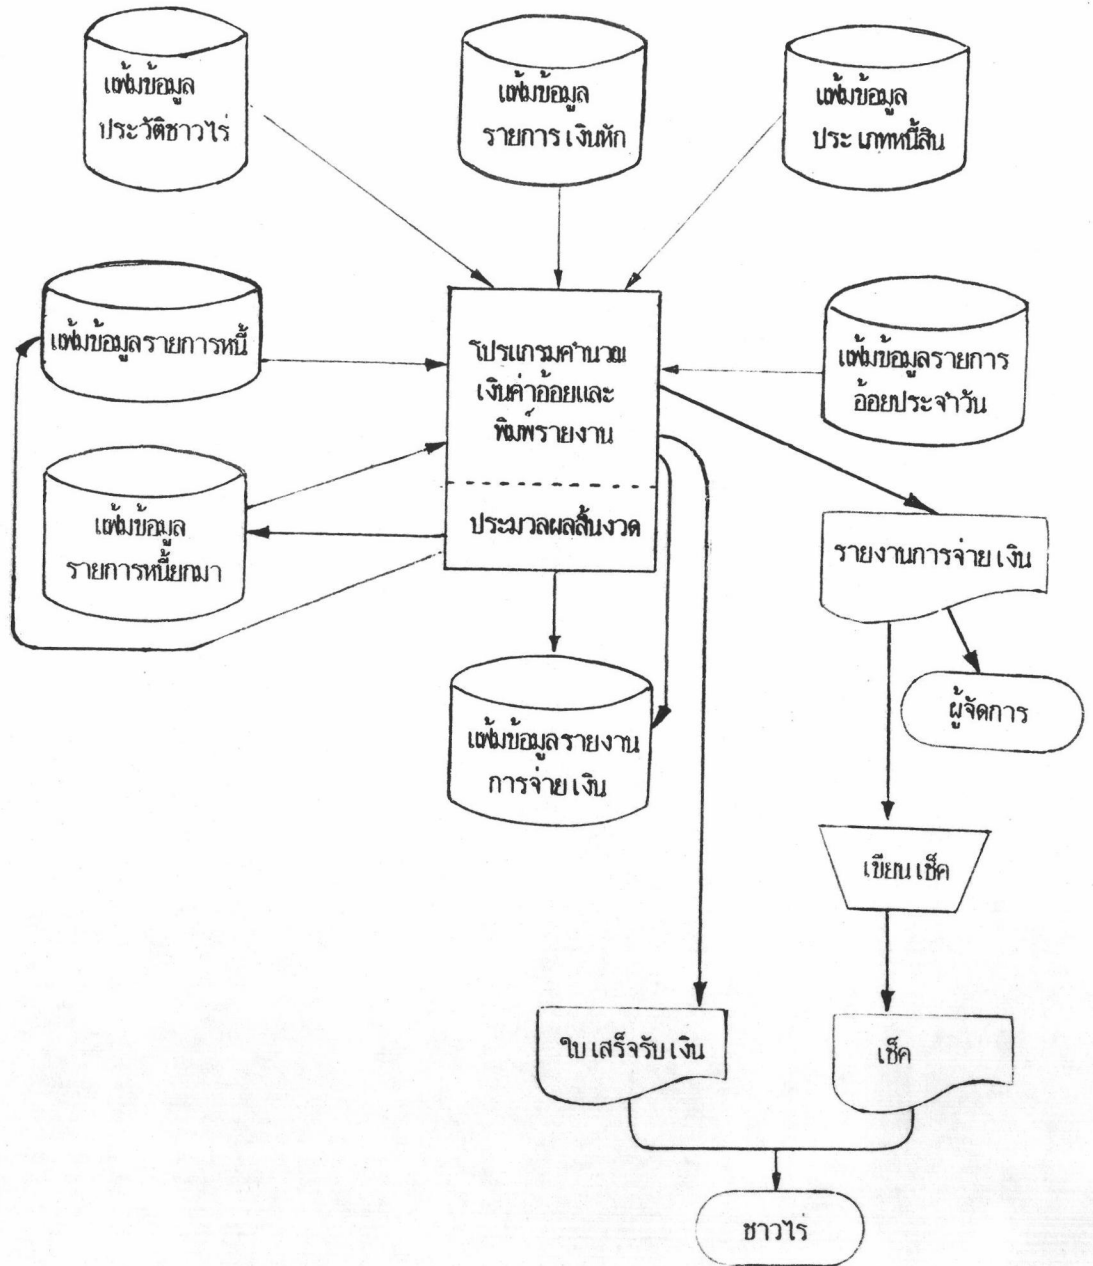 แฟ้มข้อมูล
ประวัติชาวไร่
แฟ้มข้อมูล
รายการเงินหัก
แฟ้มข้อมูล
ประเภทหนี้สิน
แฟ้มข้อมูลรายการหนี้
โปรแกรมคำนวณ
เงินค่าอ้อยและ
พิมพ์รายงาน
แฟ้มข้อมูลรายการ
อ้อยประจำวัน
แฟ้มข้อมูล
รายการหนี้ยกมา
ประมวลผลสิ้นงวด
รายงานการจ่ายเงิน
ผู้จัดการ
แฟ้มข้อมูลรายงาน
การจ่ายเงิน
เขียนเช็ค
ใบเสร็จรับเงิน
เช็ค
ชาวไร่